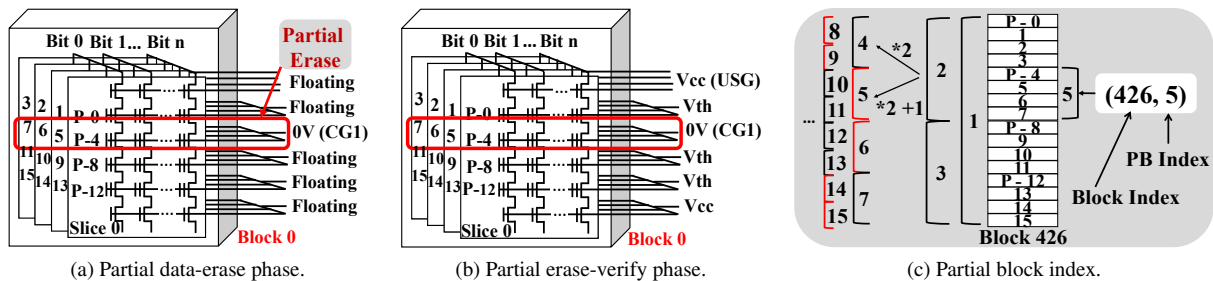 Bit 0 Bit 1... Bit n
Partial
Erase
Floating
Floating
0V (CG1)
Floating
Floating
Floating
3 2 1 P-0
7 6 5 P-4
11 10 9 P-8
15 14 13 P-12
Slice 0
Block 0
(a) Partial data-erase phase.
Bit 0 Bit 1... Bit n
Vcc (USG)
Vth
0V (CG1)
Vth
Vth
Vcc
3 2 1 P-0
7 6 5 P-4
11 10 9 P-8
15 14 13 P-12
Slice 0
Block 0
(b) Partial erase-verify phase.
...
8
9
10
11
12
13
14
15
4
5
6
7
*2
*2 +1
2
3
1
P - 0
1
2
3
P - 4
5
6
7
P - 8
9
10
11
P - 12
13
14
15
Block 426
5
(426, 5)
PB Index
Block Index
(c) Partial block index.